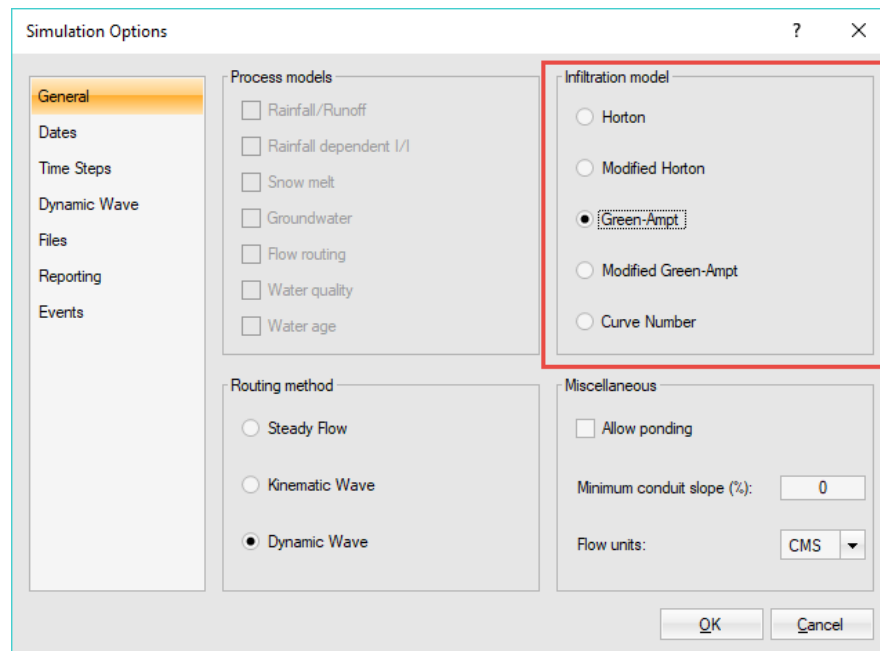 Simulation Options
?
General
Dates
Time Steps
Dynamic Wave
Files
Reporting
Events
Process models
Rainfall/Runoff
Rainfall dependent I/I
Snow melt
Groundwater
Flow routing
Water quality
Water age
Infiltration model
Horton
Modified Horton
Green-Ampt
Modified Green-Ampt
Curve Number
Routing method
Steady Flow
Kinematic Wave
Dynamic Wave
Miscellaneous
Allow ponding
Minimum conduit slope (%): 0
Flow units: CMS
OK Cancel